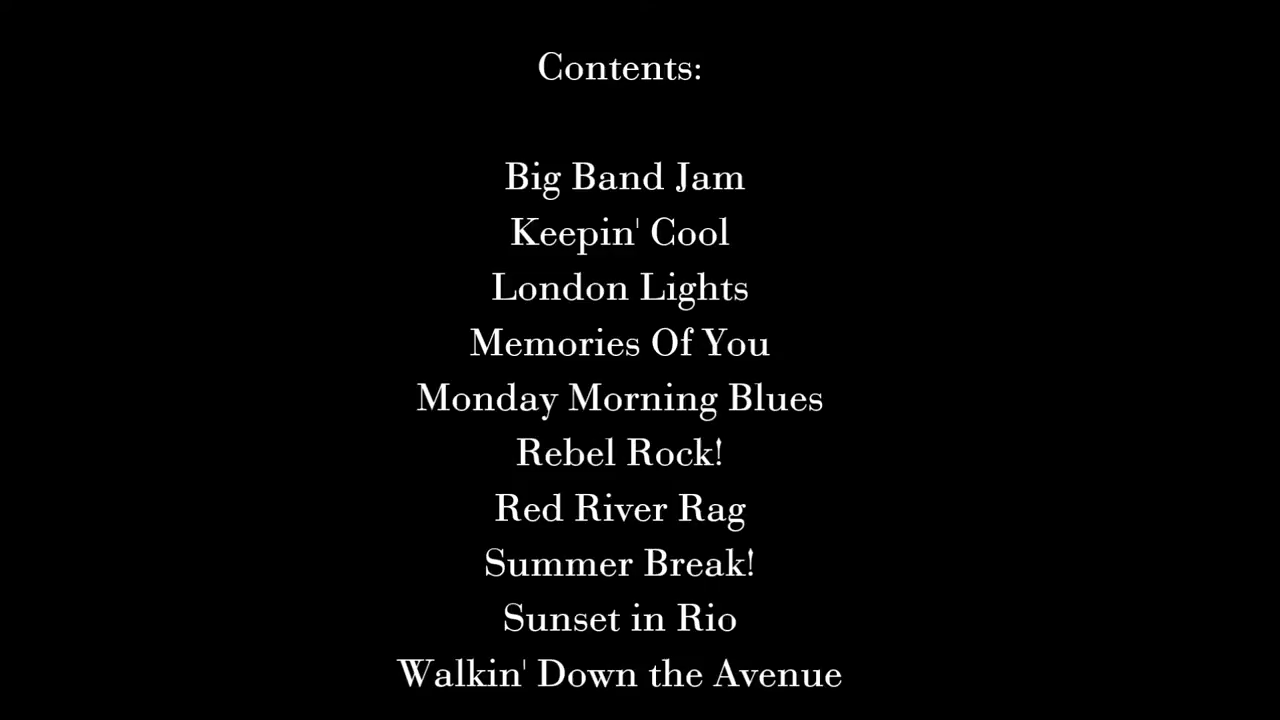 Contents:
Big Band Jam
Keepin' Cool
London Lights
Memories Of You
Monday Morning Blues
Rebel Rock!
Red River Rag
Summer Break!
Sunset in Rio
Walkin' Down the Avenue